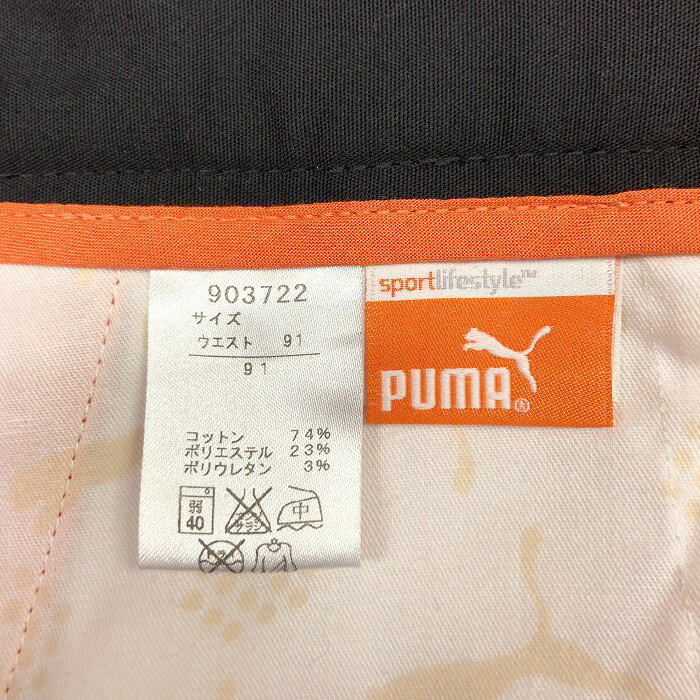 903722
サイズ
ウエスト 91
91
コットン 74%
ポリエステル 23%
ポリウレタン 3%
弱
40
中
sportlifestyle™
PUMA®